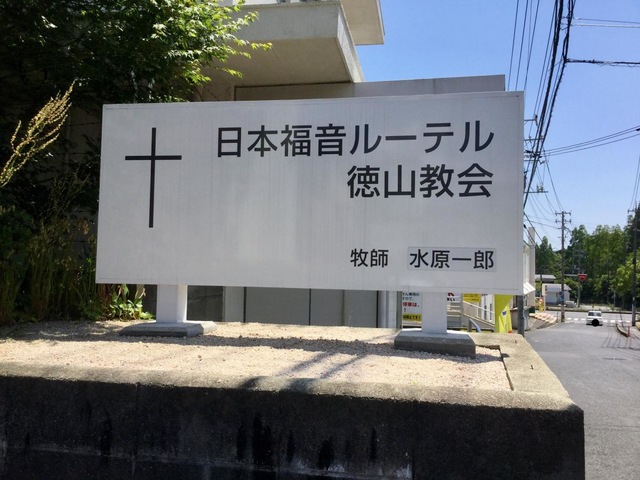 日本福音ルーテル
徳山教会
牧師 水原一郎